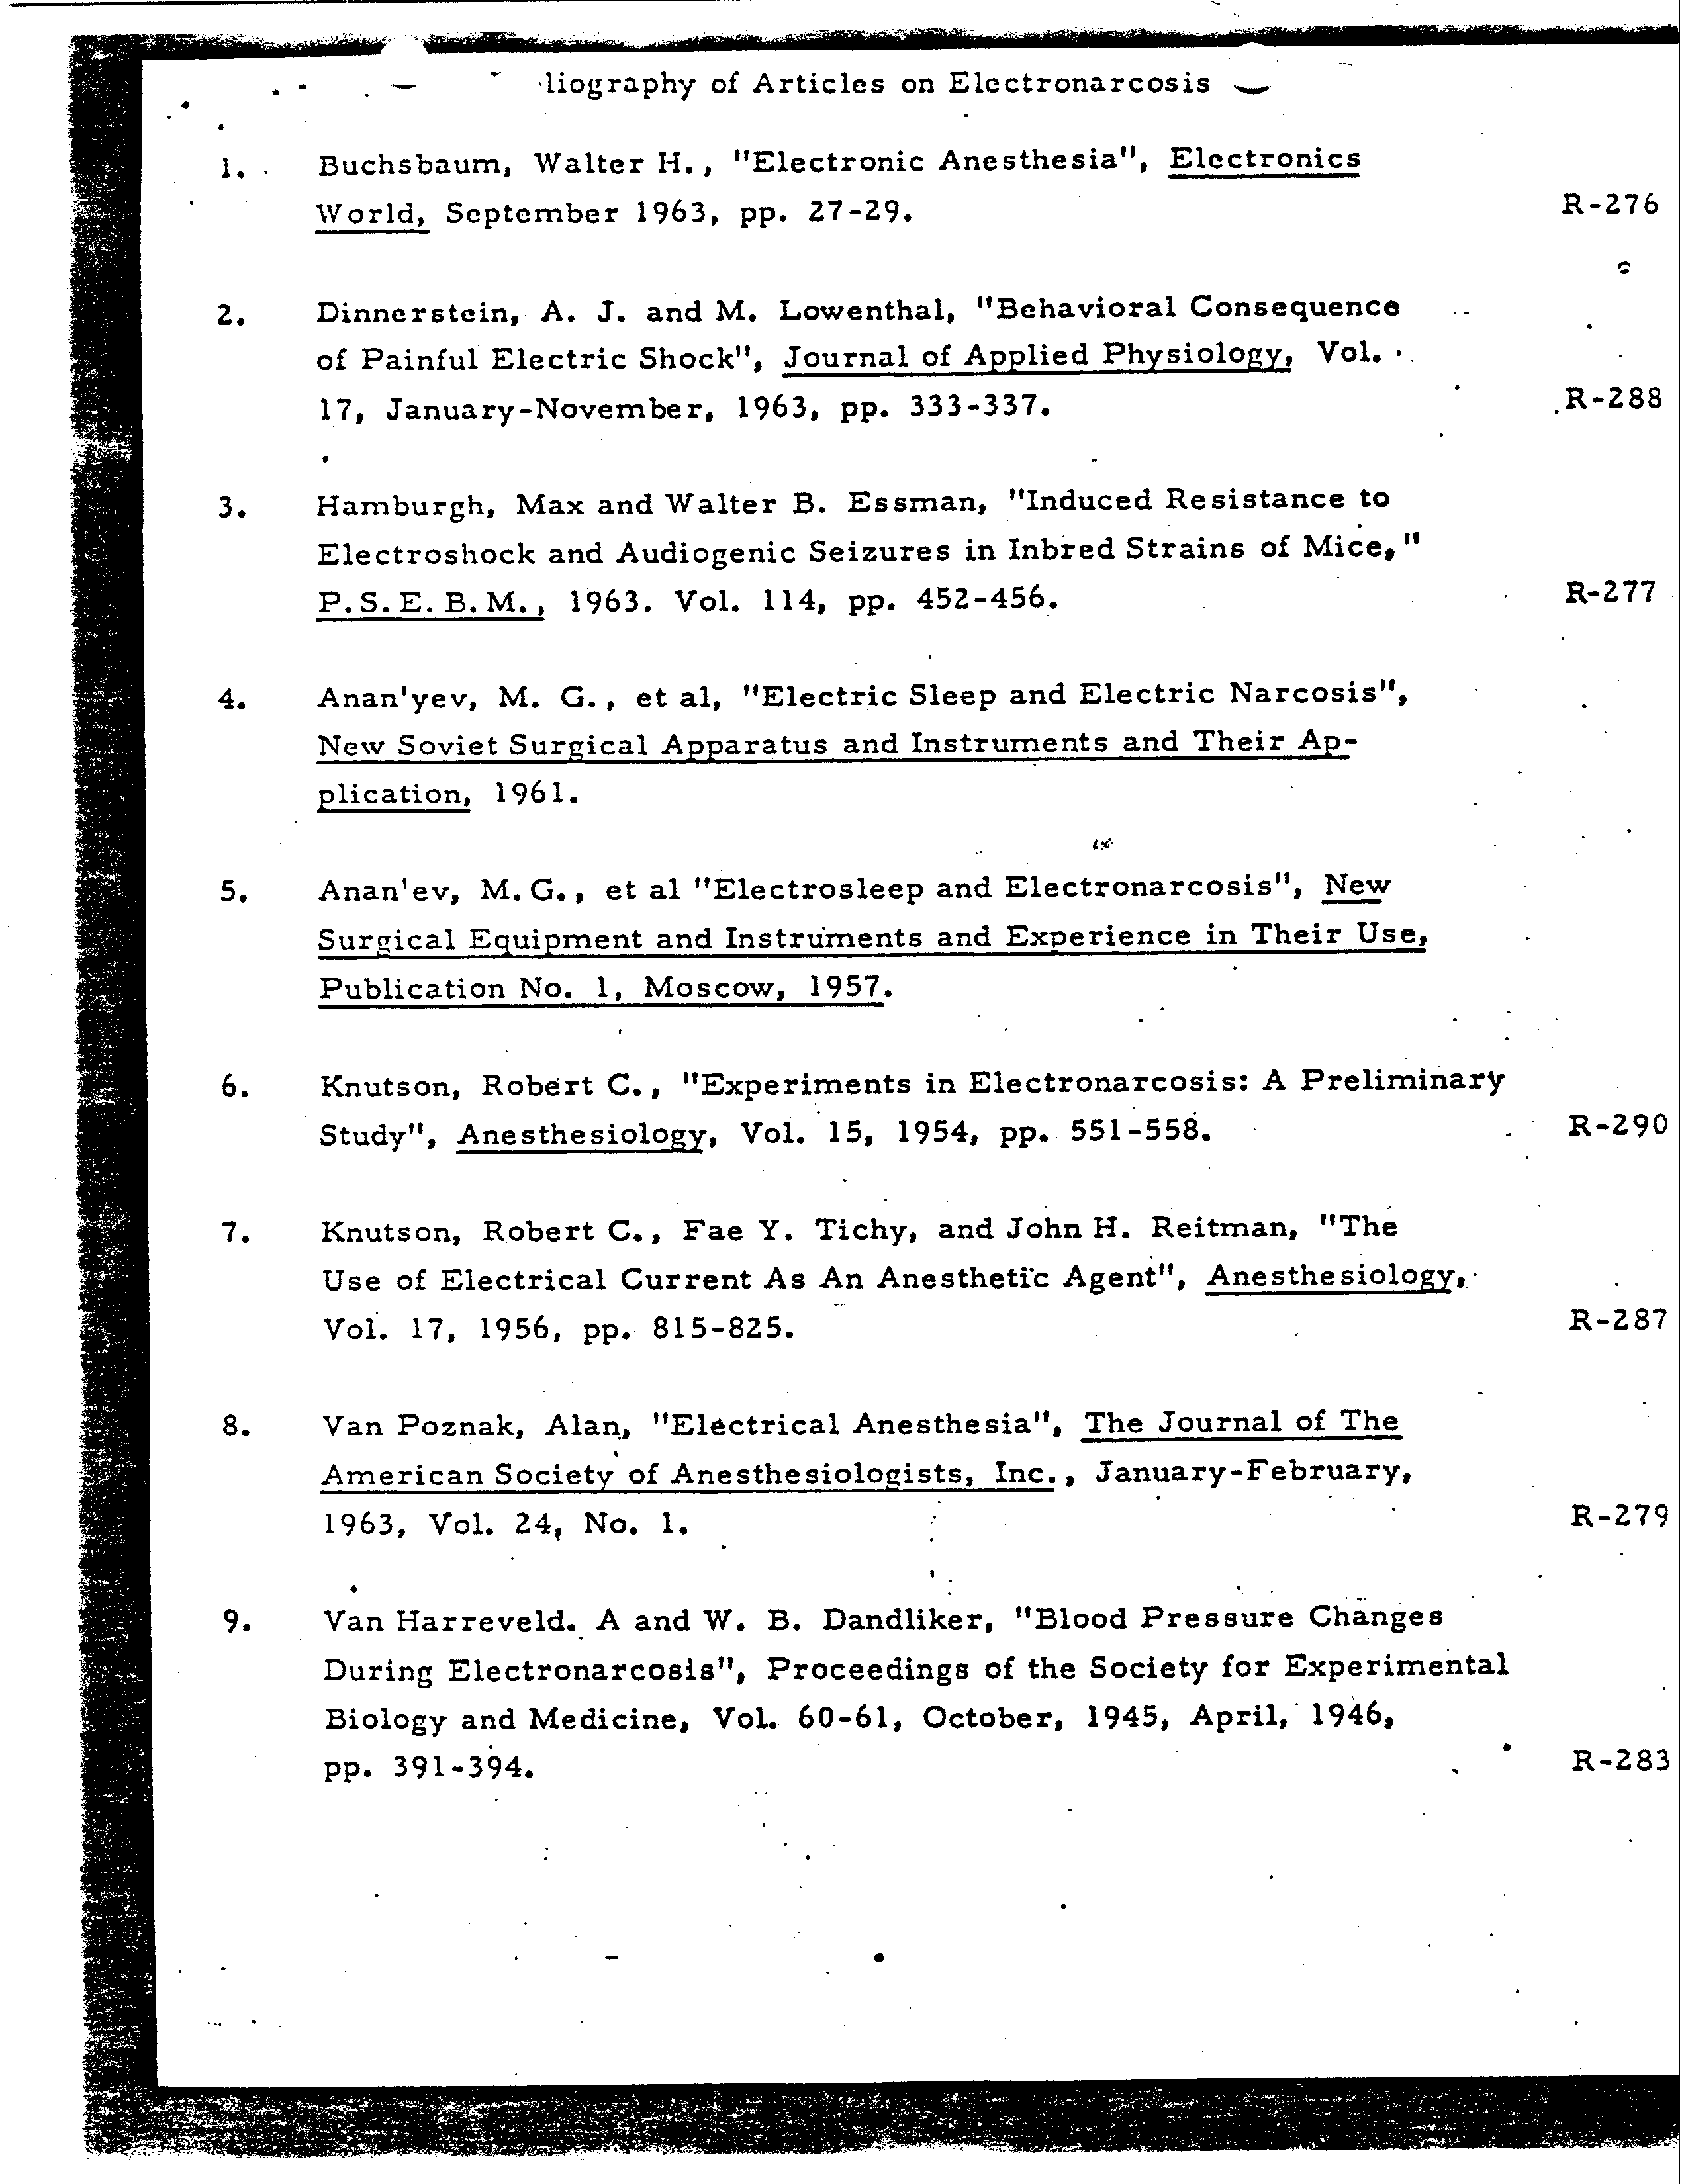 liography of Articles on Electronarcosis
1. Buchsbaum, Walter H., "Electronic Anesthesia", Electronics
World, September 1963, pp. 27-29. R-276
2. Dinnerstein, A. J. and M. Lowenthal, "Behavioral Consequence
of Painful Electric Shock", Journal of Applied Physiology, Vol.
17, January-November, 1963, pp. 333-337. R-288
3. Hamburgh, Max and Walter B. Essman, "Induced Resistance to
Electroshock and Audiogenic Seizures in Inbred Strains of Mice,"
P.S.E.B.M., 1963. Vol. 114, pp. 452-456. R-277
4. Anan'yev, M. G., et al, "Electric Sleep and Electric Narcosis",
New Soviet Surgical Apparatus and Instruments and Their Ap-
plication, 1961.
5. Anan'ev, M.G., et al "Electrosleep and Electronarcosis", New
Surgical Equipment and Instruments and Experience in Their Use,
Publication No. 1, Moscow, 1957.
6. Knutson, Robert C., "Experiments in Electronarcosis: A Preliminary
Study", Anesthesiology, Vol. 15, 1954, pp. 551-558. R-290
7. Knutson, Robert C., Fae Y. Tichy, and John H. Reitman, "The
Use of Electrical Current As An Anesthetic Agent", Anesthesiology,
Vol. 17, 1956, pp. 815-825. R-287
8. Van Poznak, Alan, "Electrical Anesthesia", The Journal of The
American Society of Anesthesiologists, Inc., January-February,
1963, Vol. 24, No. 1. R-279
9. Van Harreveld. A and W. B. Dandliker, "Blood Pressure Changes
During Electronarcosis", Proceedings of the Society for Experimental
Biology and Medicine, Vol. 60-61, October, 1945, April, 1946,
pp. 391-394. R-283